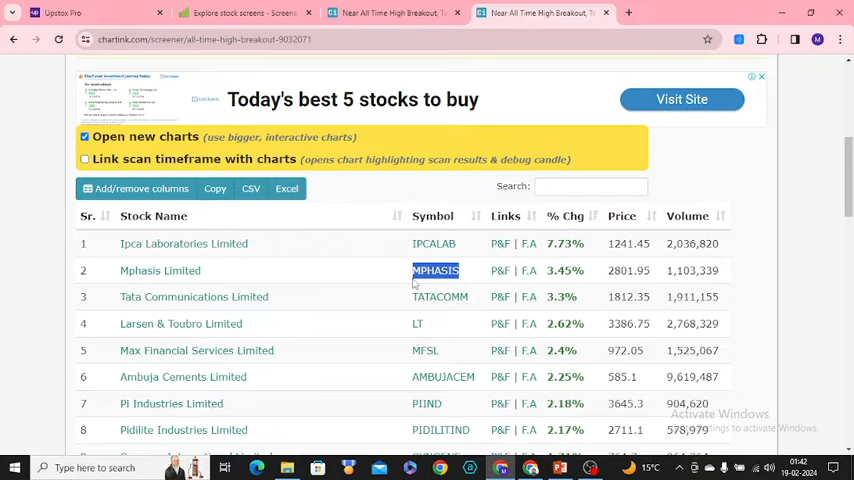 Upstox Pro
Explore stock screens - Screene
Near All Time High Breakout, Te
Near All Time High Breakout, Te
chartink.com/screener/all-time-high-breakout-9032071
M
Start your investment journey today
Today's best 5 stocks to buy
Visit Site
Open new charts (use bigger, interactive charts)
Link scan timeframe with charts (opens chart highlighting scan results & debug candle)
Add/remove columns Copy CSV Excel Search:
Sr. Stock Name Symbol Links % Chg Price Volume
1 Ipca Laboratories Limited IPCALAB P&F | F.A 7.73% 1241.45 2,036,820
2 Mphasis Limited MPHASIS P&F | F.A 3.45% 2801.95 1,103,339
3 Tata Communications Limited TATACOMM P&F | F.A 3.3% 1812.35 1,911,155
4 Larsen & Toubro Limited LT P&F | F.A 2.62% 3386.75 2,768,329
5 Max Financial Services Limited MFSL P&F | F.A 2.4% 972.05 1,525,067
6 Ambuja Cements Limited AMBUJACEM P&F | F.A 2.25% 585.1 9,619,487
7 Pi Industries Limited PIIND P&F | F.A 2.18% 3645.3 904,620
8 Pidilite Industries Limited PIDILITIND P&F | F.A 2.17% 2711.1 578,979
Activate Windows
Go to Settings to activate Windows.
Type here to search
15°C
01:42
19-02-2024